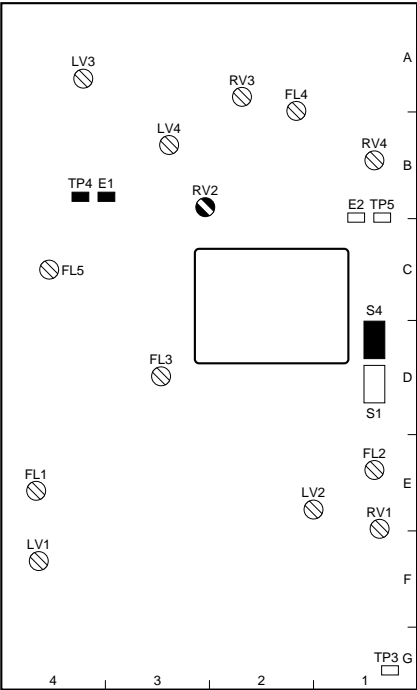 A
LV3
RV3
FL4
LV4
RV4
B
TP4 E1
RV2
E2 TP5
FL5
C
S4
FL3
D
S1
FL2
FL1
E
LV2
RV1
LV1
F
TP3 G
4 3 2 1